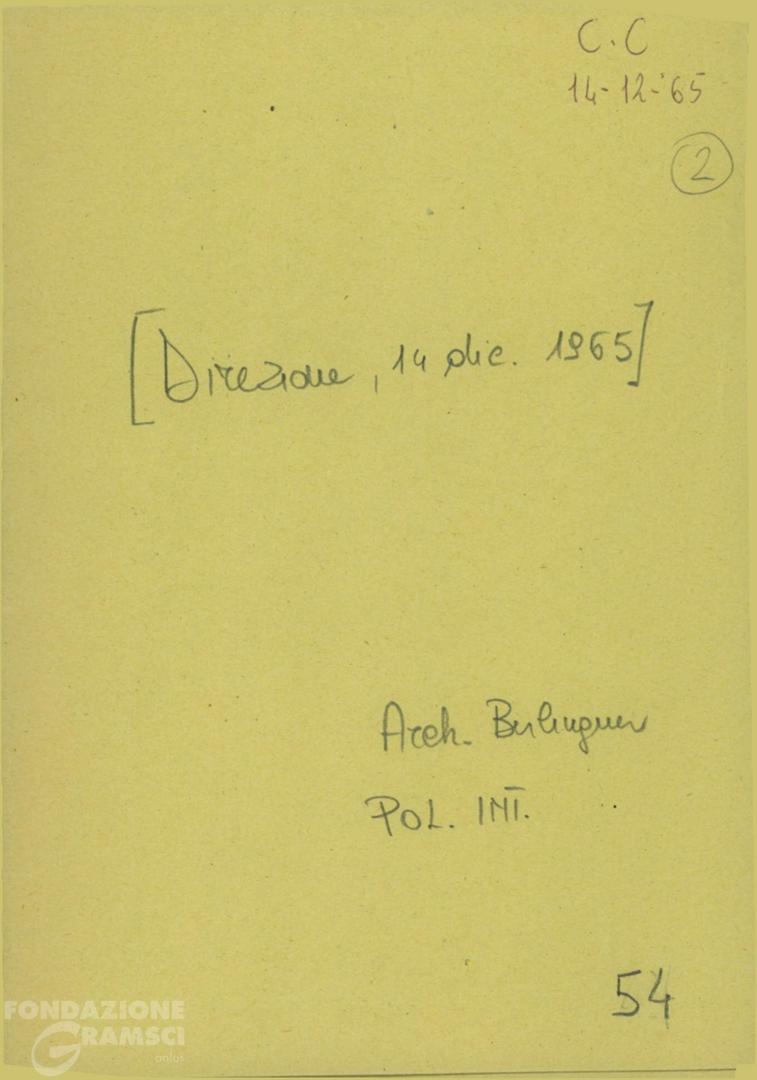 C.C
14-12-'65
2
[Direzione, 14 dic. 1965]
Arch. Berlinguer
POL. INT.
54
FONDAZIONE
GRAMSCI
onlus